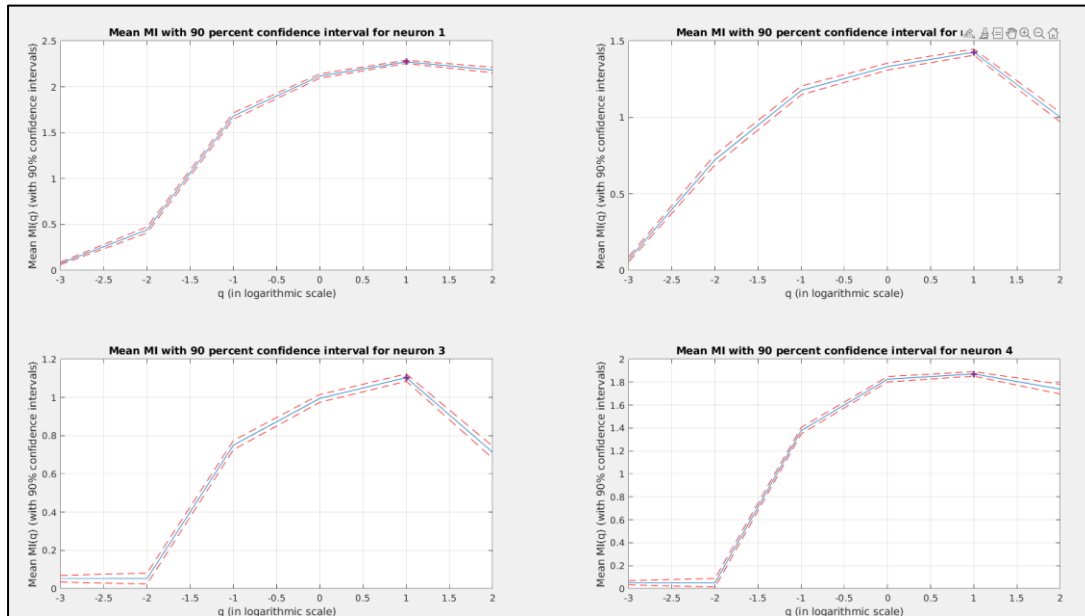 Mean MI with 90 percent confidence interval for neuron 1
Mean MI(q) (with 90% confidence intervals)
2.5
2
1.5
1
0.5
0
-3 -2.5 -2 -1.5 -1 -0.5 0 0.5 1 1.5 2
q (in logarithmic scale)
Mean MI with 90 percent confidence interval for
Mean MI(q) (with 90% confidence intervals)
1.5
1
0.5
0
-3 -2.5 -2 -1.5 -1 -0.5 0 0.5 1 1.5 2
q (in logarithmic scale)
Mean MI with 90 percent confidence interval for neuron 3
Mean MI(q) (with 90% confidence intervals)
1.2
1
0.8
0.6
0.4
0.2
0
-3 -2.5 -2 -1.5 -1 -0.5 0 0.5 1 1.5 2
q (in logarithmic scale)
Mean MI with 90 percent confidence interval for neuron 4
Mean MI(q) (with 90% confidence intervals)
2
1.8
1.6
1.4
1.2
1
0.8
0.6
0.4
0.2
0
-3 -2.5 -2 -1.5 -1 -0.5 0 0.5 1 1.5 2
q (in logarithmic scale)